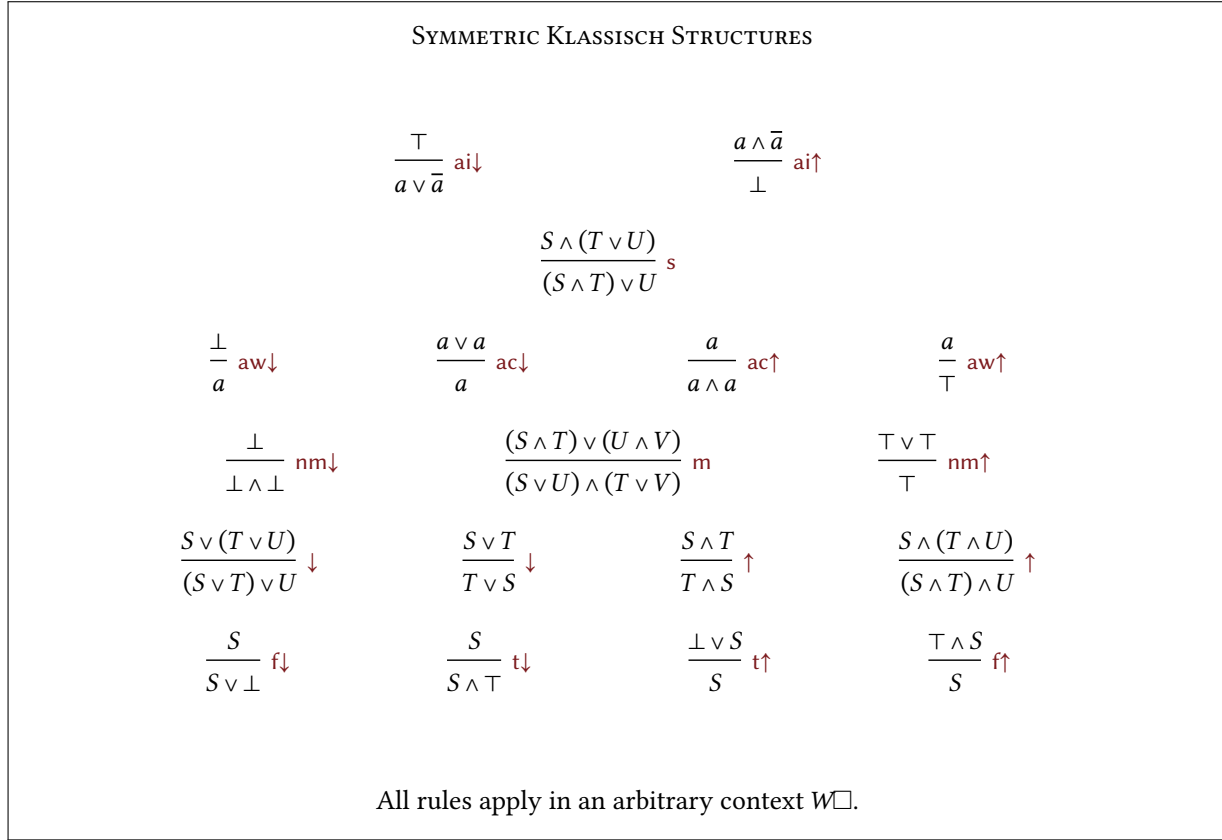 SYMMETRIC KLASSISCH STRUCTURES
⊤ / a ∨ a̅ ai↓    a ∧ a̅ / ⊥ ai↑
S ∧ (T ∨ U) / (S ∧ T) ∨ U s
⊥ / a aw↓    a ∨ a / a ac↓    a / a ∧ a ac↑    a / ⊤ aw↑
⊥ / ⊥ ∧ ⊥ nm↓    (S ∧ T) ∨ (U ∧ V) / (S ∨ U) ∧ (T ∨ V) m    ⊤ ∨ ⊤ / ⊤ nm↑
S ∨ (T ∨ U) / (S ∨ T) ∨ U ↓    S ∨ T / T ∨ S ↓    S ∧ T / T ∧ S ↑    S ∧ (T ∧ U) / (S ∧ T) ∧ U ↑
S / S ∨ ⊥ f↓    S / S ∧ ⊤ t↓    ⊥ ∨ S / S t↑    ⊤ ∧ S / S f↑
All rules apply in an arbitrary context W□.